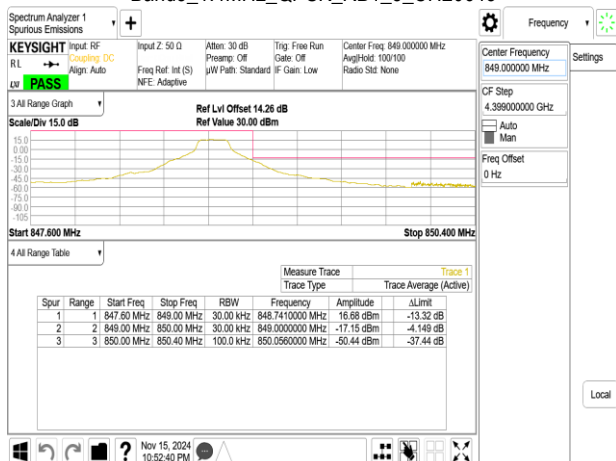 Band5_1.4MHz_QPSK_RB1_5_CH20643
Spectrum Analyzer 1
Spurious Emissions
Frequency
KEYSIGHT
RL
PASS
Input: RF
Coupling: DC
Align: Auto
Input Z: 50 Ω
Freq Ref: Int (S)
NFE: Adaptive
Atten: 30 dB
Preamp: Off
µW Path: Standard
Trig: Free Run
Gate: Off
IF Gain: Low
Center Freq: 849.000000 MHz
Avg|Hold: 100/100
Radio Std: None
Center Frequency
849.000000 MHz
Settings
CF Step
4.399000000 GHz
Auto
Man
Freq Offset
0 Hz
3 All Range Graph
Scale/Div 15.0 dB
Ref Lvl Offset 14.26 dB
Ref Value 30.00 dBm
15.0
0.00
-15.0
-30.0
-45.0
-60.0
-75.0
-90.0
-105
Start 847.600 MHz
Stop 850.400 MHz
4 All Range Table
Measure Trace Trace 1
Trace Type Trace Average (Active)
Spur Range Start Freq Stop Freq RBW Frequency Amplitude ΔLimit
1 1 847.60 MHz 849.00 MHz 30.00 kHz 848.7410000 MHz 16.68 dBm -13.32 dB
2 2 849.00 MHz 850.00 MHz 30.00 kHz 849.0000000 MHz -17.15 dBm -4.149 dB
3 3 850.00 MHz 850.40 MHz 100.0 kHz 850.0560000 MHz -50.44 dBm -37.44 dB
Local
Nov 15, 2024
10:52:40 PM